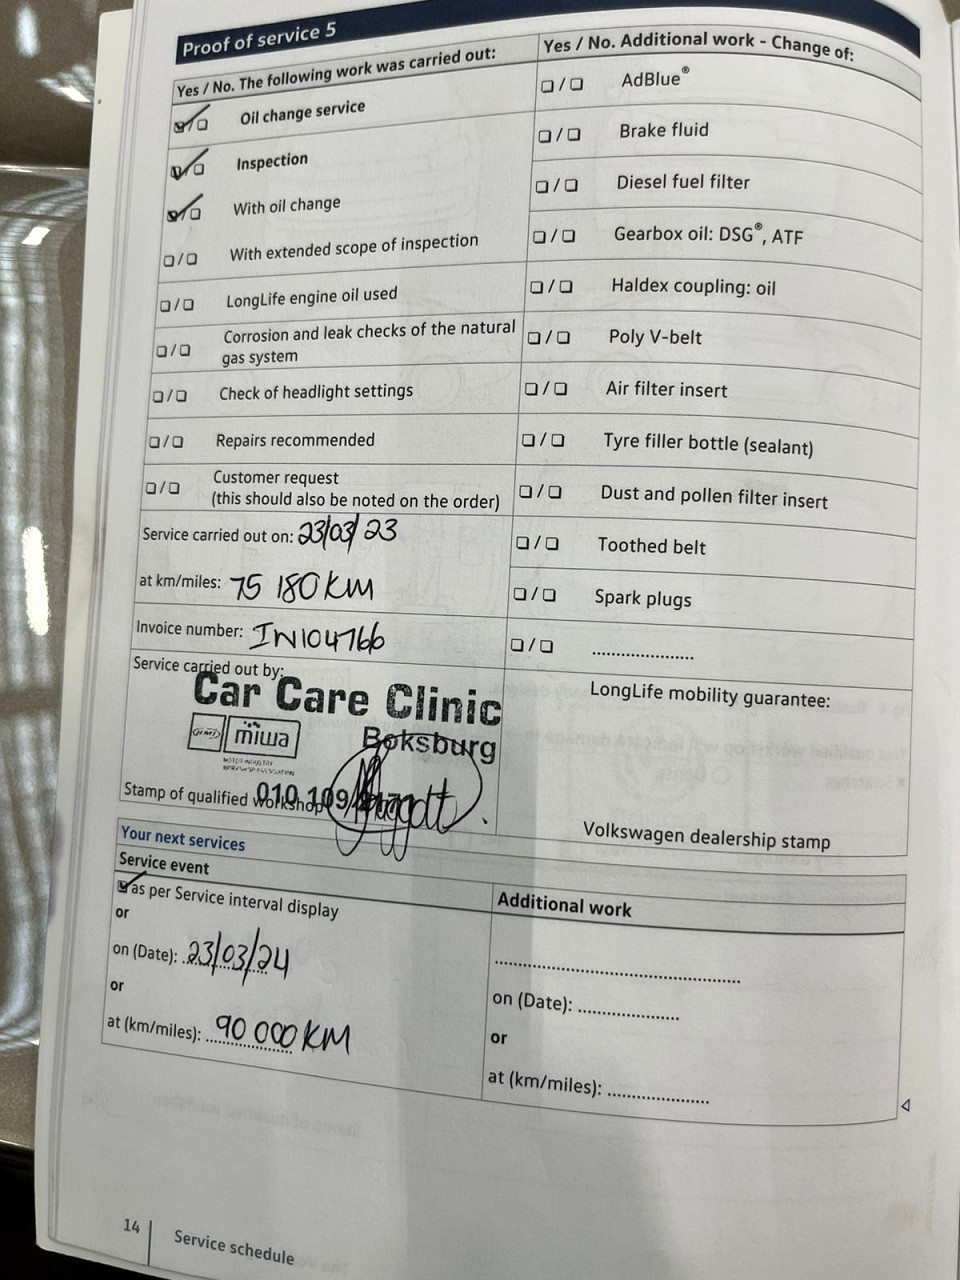 Proof of service 5
Yes / No. The following work was carried out:
❏ / ❏ Oil change service
❏ / ❏ Inspection
❏ / ❏ With oil change
❏ / ❏ With extended scope of inspection
❏ / ❏ LongLife engine oil used
❏ / ❏ Corrosion and leak checks of the natural
gas system
❏ / ❏ Check of headlight settings
❏ / ❏ Repairs recommended
❏ / ❏ Customer request
(this should also be noted on the order)
Service carried out on: 23/03/23
at km/miles: 75 180 KM
Invoice number: IN104766
Service carried out by:
Car Care Clinic
miwa
Boksburg
MOTOR INDUSTRY
WORKSHOP ASSOCIATION
010 109
Stamp of qualified workshop
Yes / No. Additional work - Change of:
❏ / ❏ AdBlue®
❏ / ❏ Brake fluid
❏ / ❏ Diesel fuel filter
❏ / ❏ Gearbox oil: DSG®, ATF
❏ / ❏ Haldex coupling: oil
❏ / ❏ Poly V-belt
❏ / ❏ Air filter insert
❏ / ❏ Tyre filler bottle (sealant)
❏ / ❏ Dust and pollen filter insert
❏ / ❏ Toothed belt
❏ / ❏ Spark plugs
❏ / ❏ ....................
LongLife mobility guarantee:
Volkswagen dealership stamp
Your next services
Service event
as per Service interval display
or
on (Date): 23/03/24
or
at (km/miles): 90 000 KM
Additional work
on (Date): ....................
or
at (km/miles): ....................
14
Service schedule